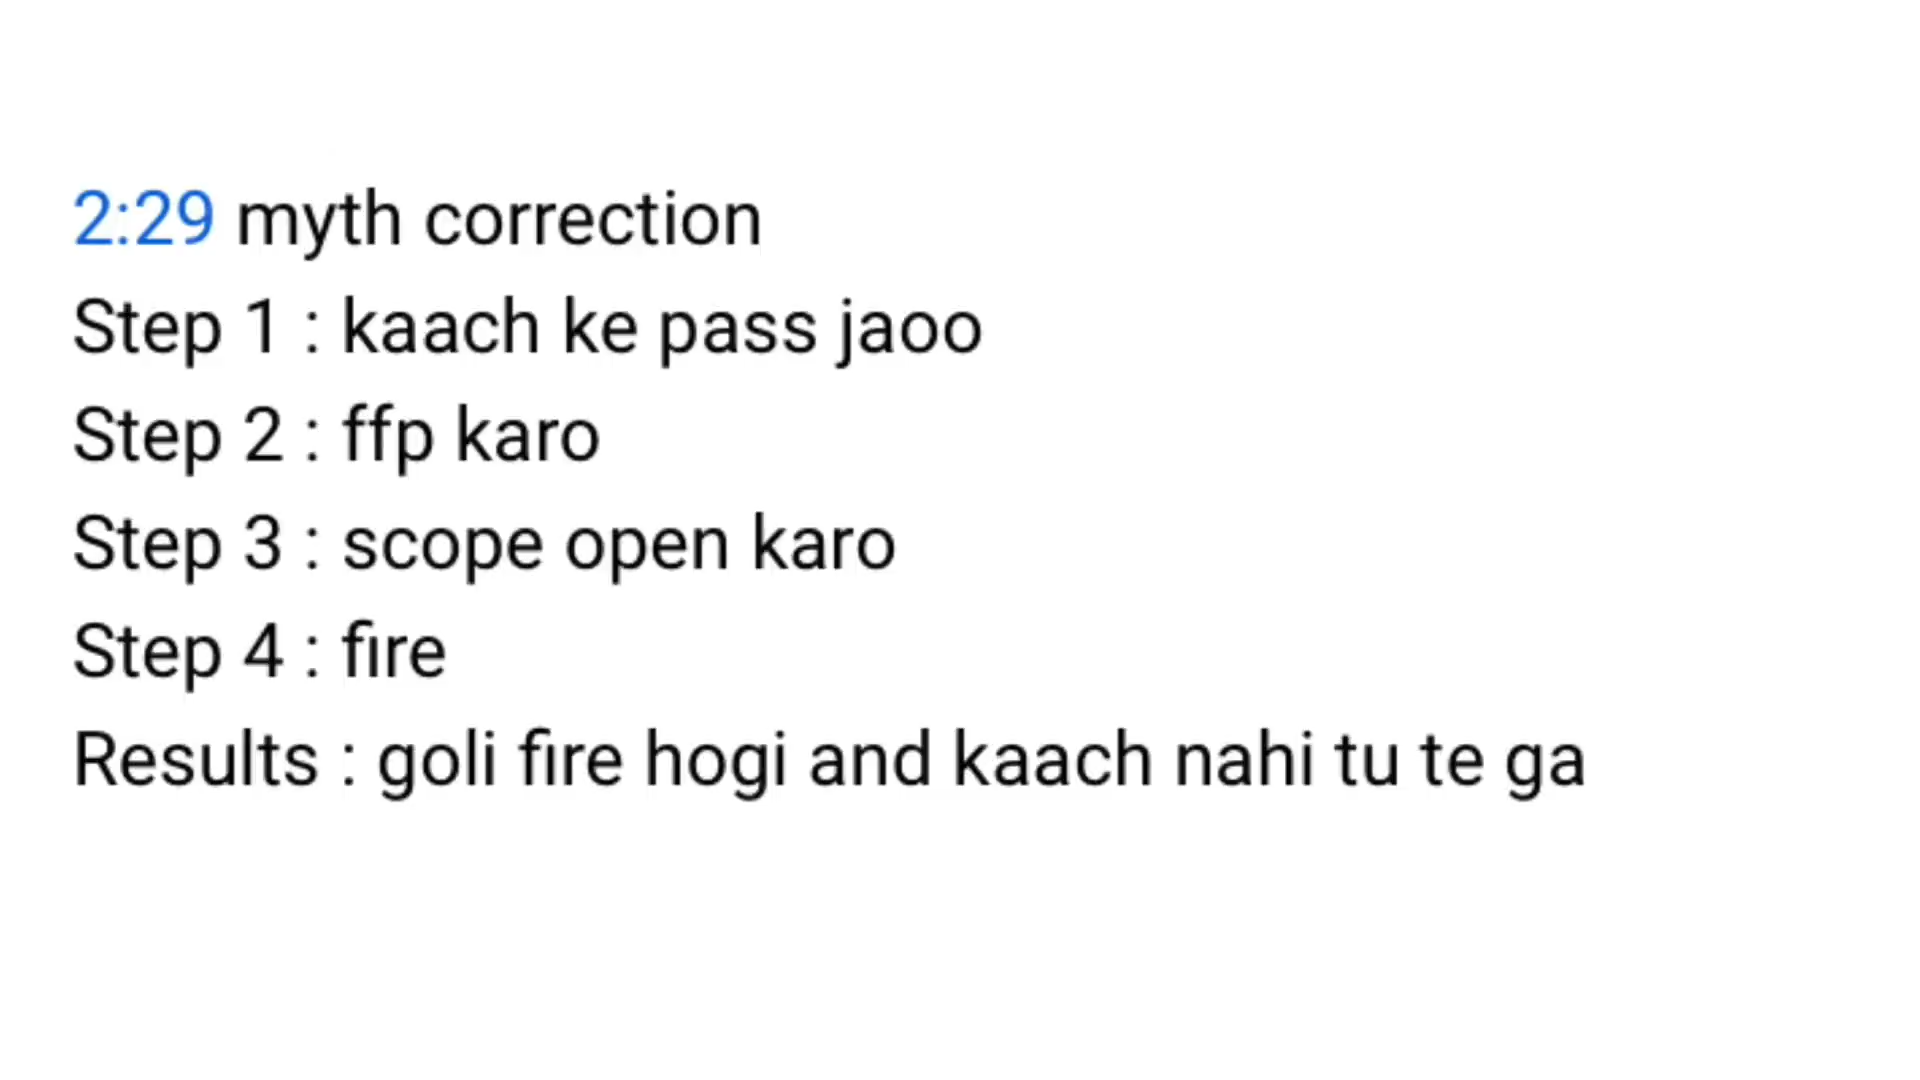 2:29 myth correction
Step 1 : kaach ke pass jaoo
Step 2 : ffp karo
Step 3 : scope open karo
Step 4 : fire
Results : goli fire hogi and kaach nahi tu te ga